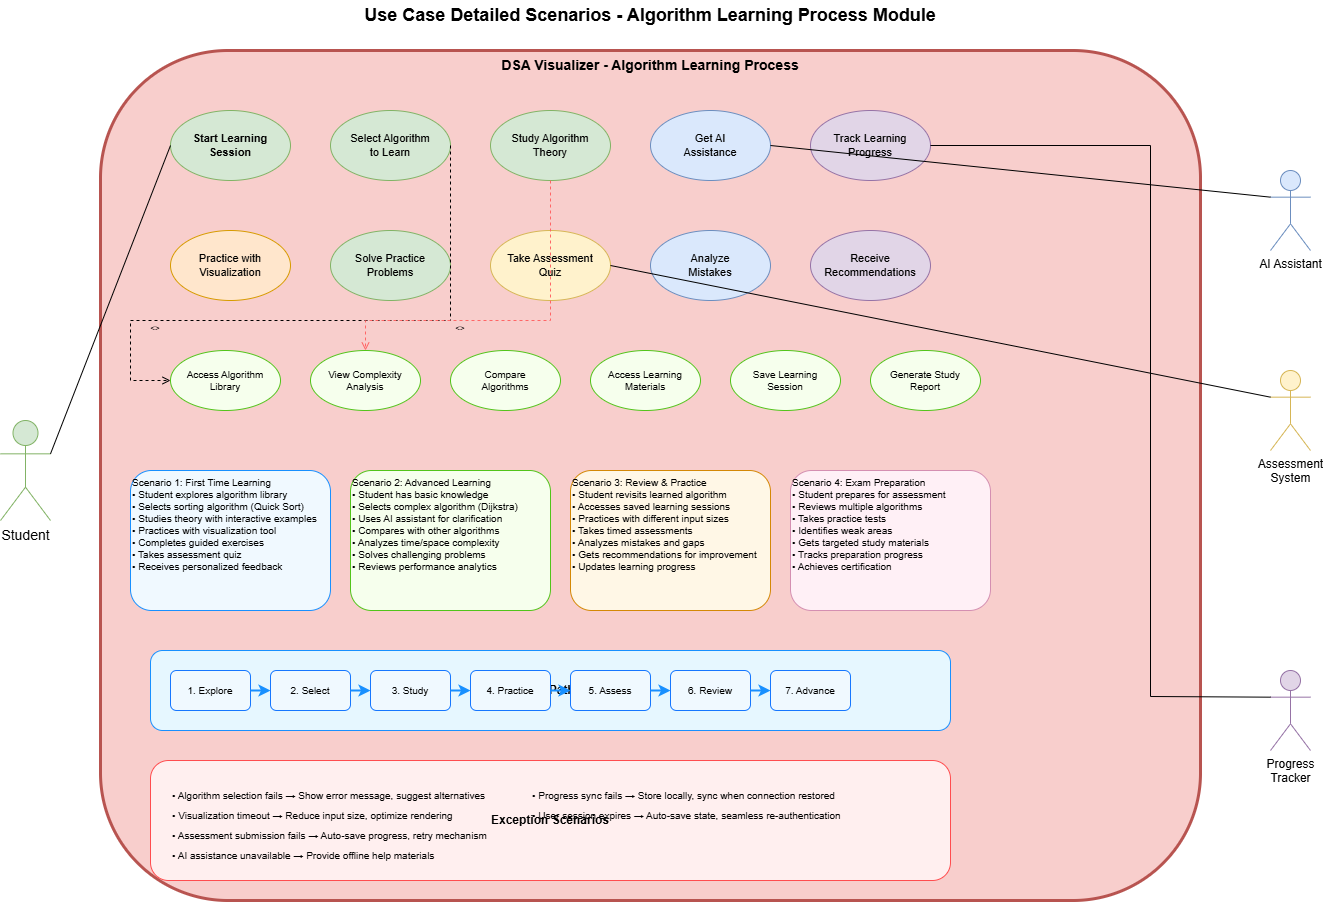 Use Case Detailed Scenarios - Algorithm Learning Process Module
DSA Visualizer - Algorithm Learning Process
Start Learning
Session
Select Algorithm
to Learn
Study Algorithm
Theory
Get AI
Assistance
Track Learning
Progress
AI Assistant
Practice with
Visualization
Solve Practice
Problems
Take Assessment
Quiz
Analyze
Mistakes
Receive
Recommendations
<>
<>
Access Algorithm
Library
View Complexity
Analysis
Compare
Algorithms
Access Learning
Materials
Save Learning
Session
Generate Study
Report
Student
Assessment
System
Scenario 1: First Time Learning
• Student explores algorithm library
• Selects sorting algorithm (Quick Sort)
• Studies theory with interactive examples
• Practices with visualization tool
• Completes guided exercises
• Takes assessment quiz
• Receives personalized feedback
Scenario 2: Advanced Learning
• Student has basic knowledge
• Selects complex algorithm (Dijkstra)
• Uses AI assistant for clarification
• Compares with other algorithms
• Analyzes time/space complexity
• Solves challenging problems
• Reviews performance analytics
Scenario 3: Review & Practice
• Student revisits learned algorithm
• Accesses saved learning sessions
• Practices with different input sizes
• Takes timed assessments
• Analyzes mistakes and gaps
• Gets recommendations for improvement
• Updates learning progress
Scenario 4: Exam Preparation
• Student prepares for assessment
• Reviews multiple algorithms
• Takes practice tests
• Identifies weak areas
• Gets targeted study materials
• Tracks preparation progress
• Achieves certification
1. Explore
2. Select
3. Study
4. Practice
5. Assess
6. Review
7. Advance
Progress
Tracker
• Algorithm selection fails → Show error message, suggest alternatives
• Visualization timeout → Reduce input size, optimize rendering
• Assessment submission fails → Auto-save progress, retry mechanism
• AI assistance unavailable → Provide offline help materials
• Progress sync fails → Store locally, sync when connection restored
• User session expires → Auto-save state, seamless re-authentication
Exception Scenarios